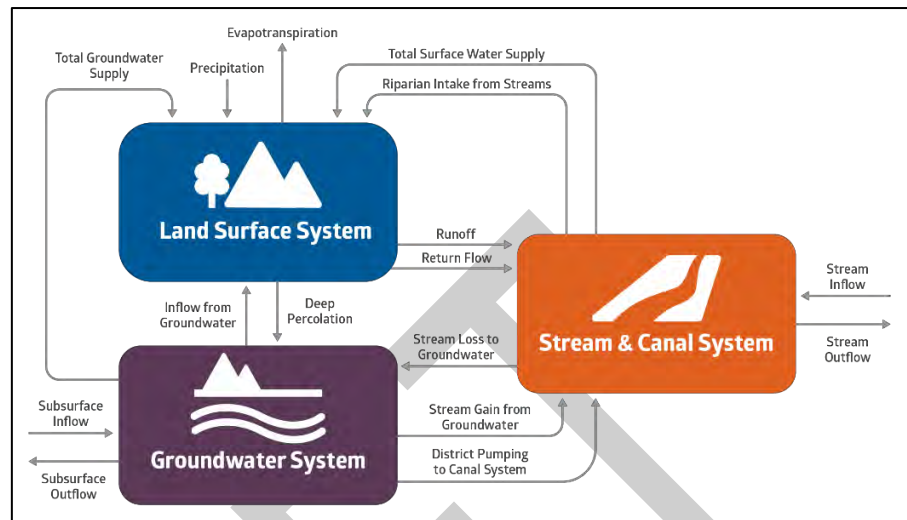 Evapotranspiration
Total Groundwater
Supply
Precipitation
Total Surface Water Supply
Riparian Intake from Streams
Land Surface System
Runoff
Return Flow
Stream
Inflow
Inflow from
Groundwater
Deep
Percolation
Stream & Canal System
Stream Loss to
Groundwater
Stream
Outflow
Subsurface
Inflow
Stream Gain from
Groundwater
Groundwater System
District Pumping
to Canal System
Subsurface
Outflow